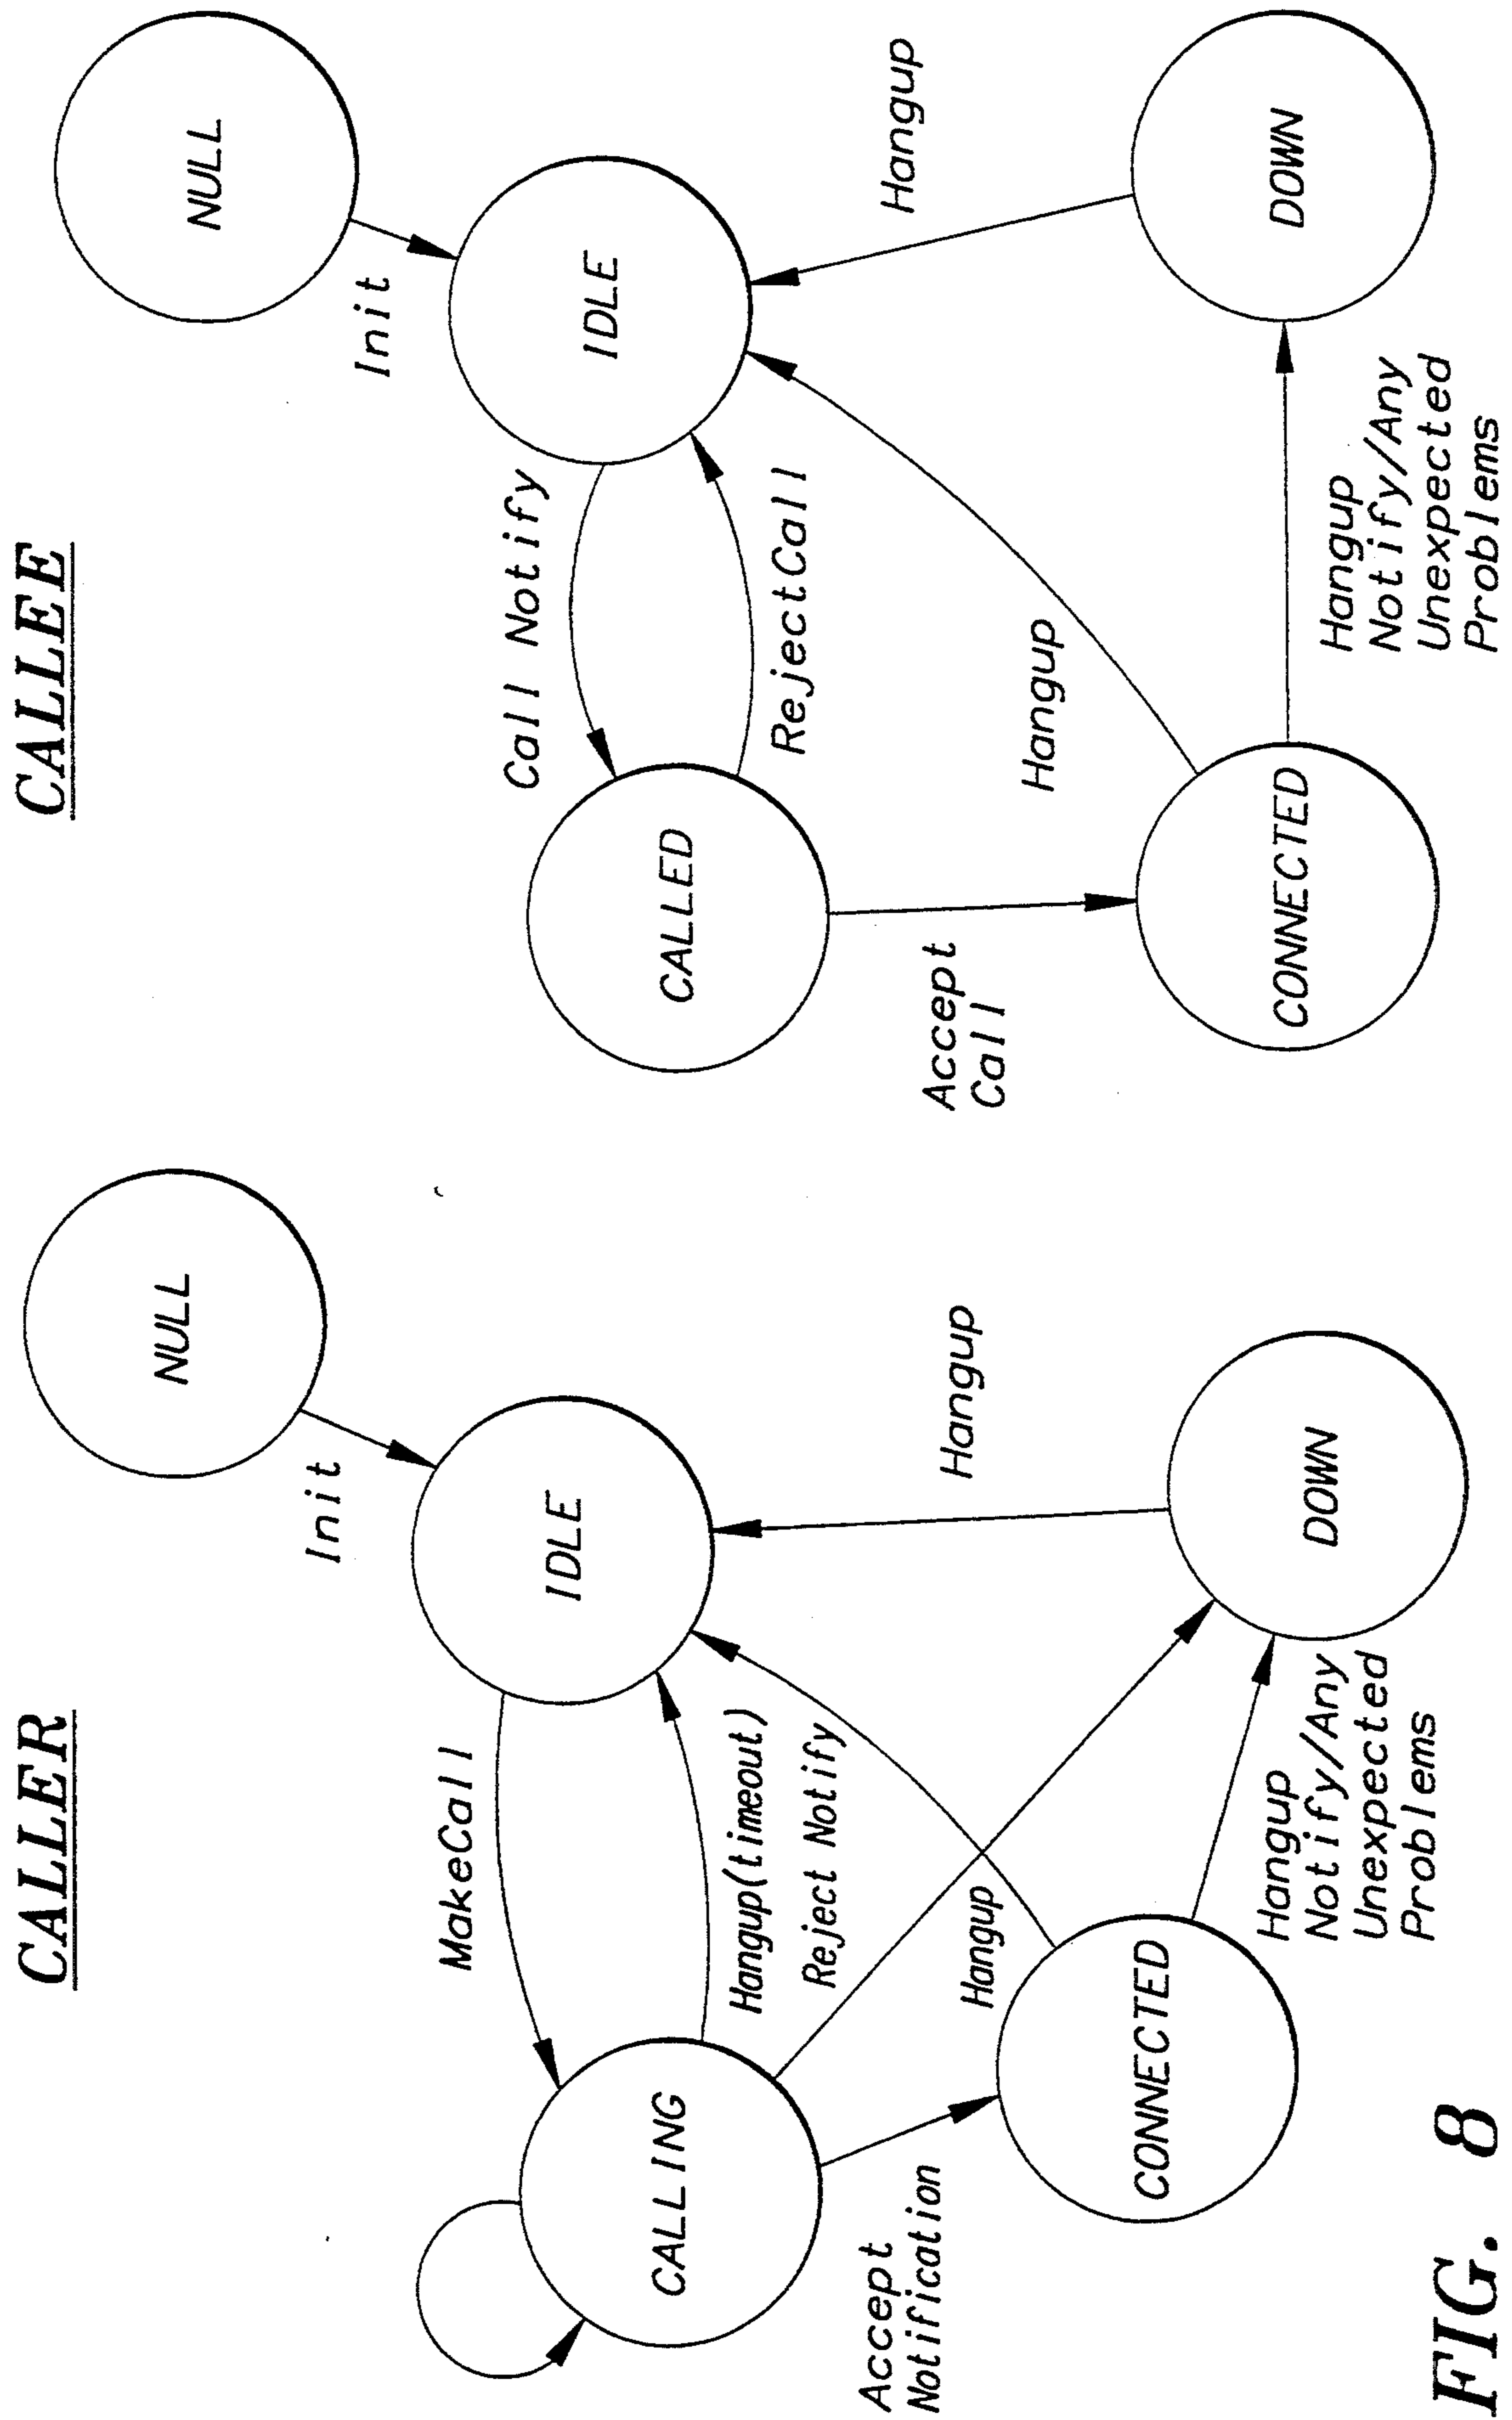 CALLER
NULL
Init
IDLE
MakeCall
Hangup(timeout)
Reject Notify
CALLING
Hangup
Hangup
Accept
Notification
CONNECTED
DOWN
Hangup
Notify/Any
Unexpected
Problems
CALLEE
NULL
Init
IDLE
Call Notify
RejectCall
CALLED
Hangup
Hangup
Accept
Call
CONNECTED
DOWN
Hangup
Notify/Any
Unexpected
Problems
FIG. 8